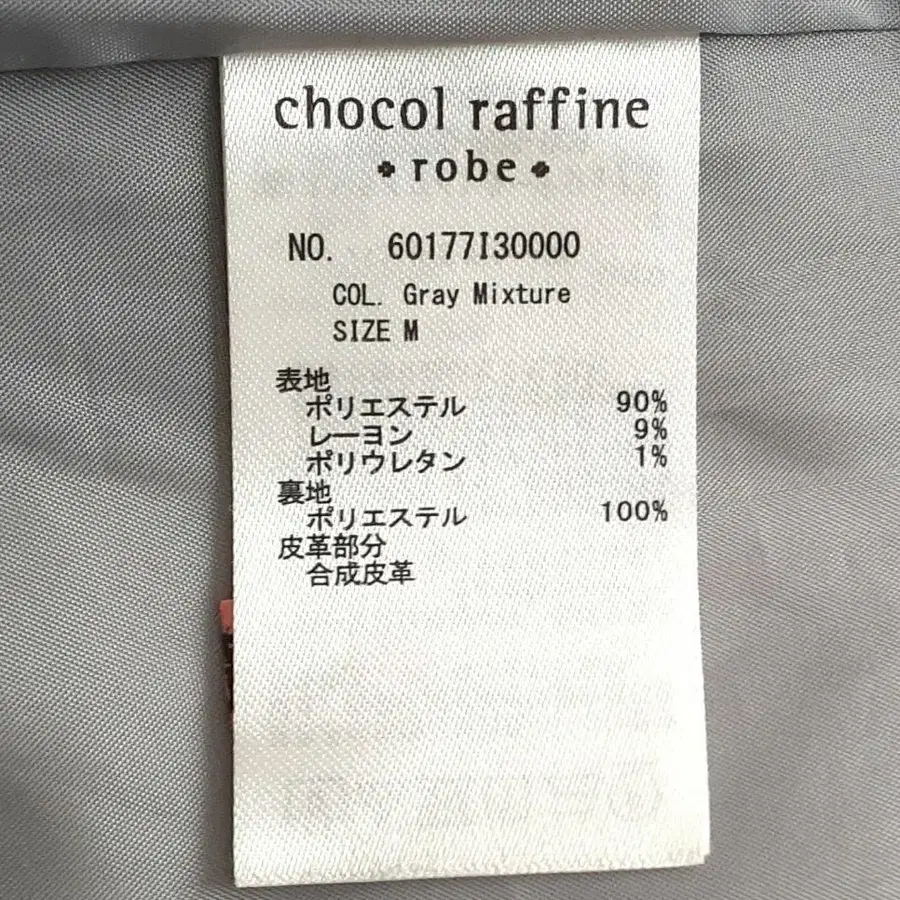 chocol raffine
robe
NO. 60177I30000
COL. Gray Mixture
SIZE M
表地
ポリエステル 90%
レーヨン 9%
ポリウレタン 1%
裏地
ポリエステル 100%
皮革部分
合成皮革